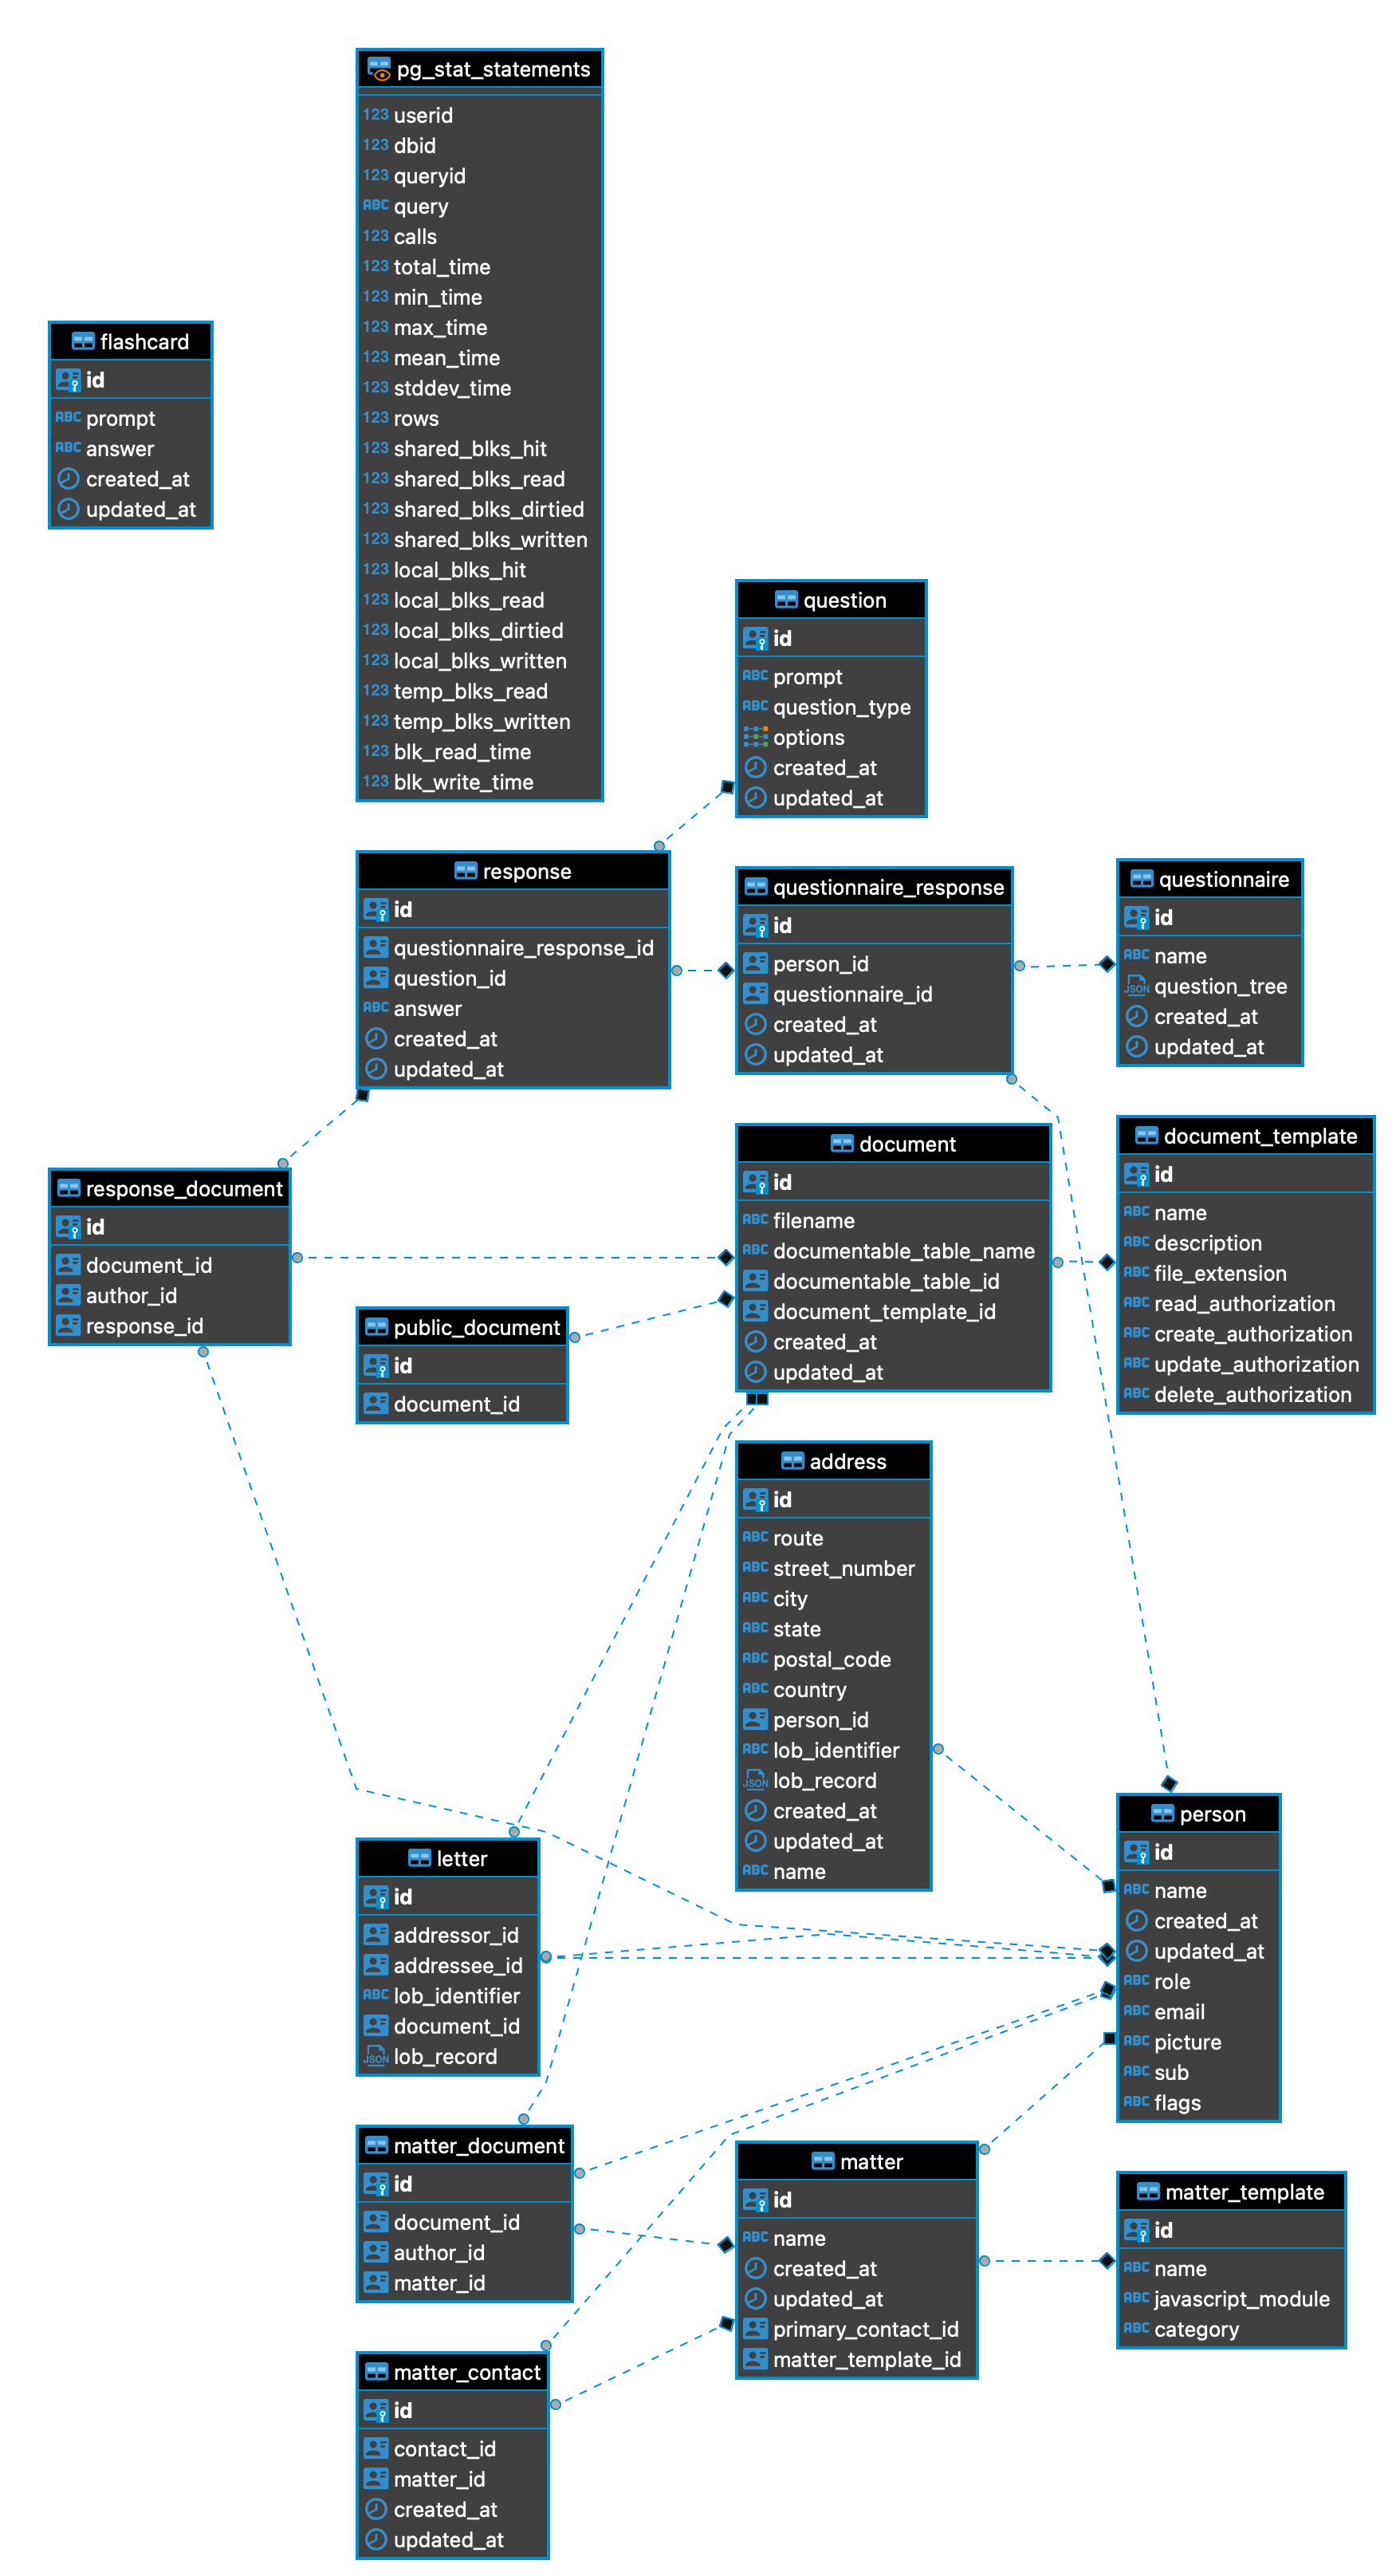 pg_stat_statements
123 userid
123 dbid
123 queryid
ABC query
123 calls
123 total_time
123 min_time
123 max_time
123 mean_time
123 stddev_time
123 rows
123 shared_blks_hit
123 shared_blks_read
123 shared_blks_dirtied
123 shared_blks_written
123 local_blks_hit
123 local_blks_read
123 local_blks_dirtied
123 local_blks_written
123 temp_blks_read
123 temp_blks_written
123 blk_read_time
123 blk_write_time
flashcard
id
ABC prompt
ABC answer
created_at
updated_at
question
id
ABC prompt
ABC question_type
options
created_at
updated_at
response
id
questionnaire_response_id
question_id
ABC answer
created_at
updated_at
questionnaire_response
id
person_id
questionnaire_id
created_at
updated_at
questionnaire
id
ABC name
JSON question_tree
created_at
updated_at
response_document
id
document_id
author_id
response_id
public_document
id
document_id
document
id
ABC filename
ABC documentable_table_name
documentable_table_id
document_template_id
created_at
updated_at
document_template
id
ABC name
ABC description
ABC file_extension
ABC read_authorization
ABC create_authorization
ABC update_authorization
ABC delete_authorization
address
id
ABC route
ABC street_number
ABC city
ABC state
ABC postal_code
ABC country
person_id
ABC lob_identifier
JSON lob_record
created_at
updated_at
ABC name
person
id
ABC name
created_at
updated_at
ABC role
ABC email
ABC picture
ABC sub
ABC flags
letter
id
addressor_id
addressee_id
ABC lob_identifier
document_id
JSON lob_record
matter_document
id
document_id
author_id
matter_id
matter
id
ABC name
created_at
updated_at
primary_contact_id
matter_template_id
matter_template
id
ABC name
ABC javascript_module
ABC category
matter_contact
id
contact_id
matter_id
created_at
updated_at